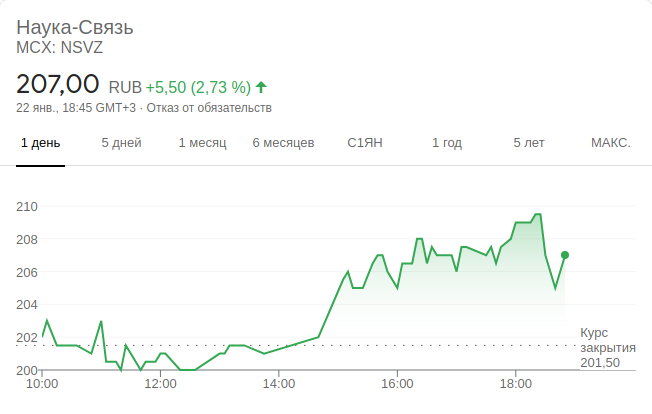 Наука-Связь
MCX: NSVZ
207,00 RUB +5,50 (2,73 %)
22 янв., 18:45 GMT+3 · Отказ от обязательств
1 день 5 дней 1 месяц 6 месяцев С1ЯН 1 год 5 лет МАКС.
210
208
206
204
202
200
Курс
закрытия
201,50
10:00 12:00 14:00 16:00 18:00